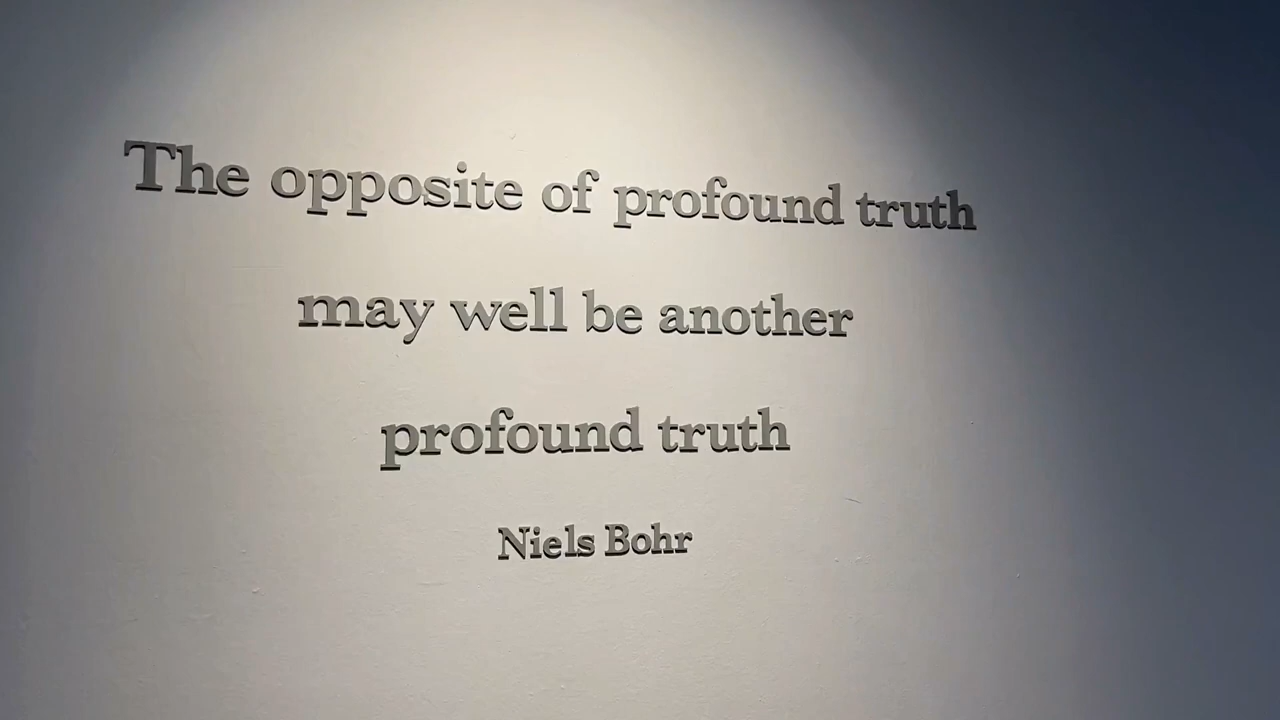 The opposite of profound truth
may well be another
profound truth
Niels Bohr